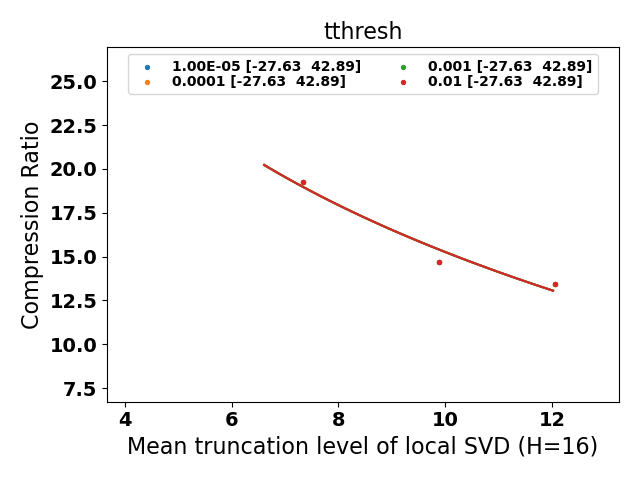 tthresh
1.00E-05 [-27.63  42.89]
0.0001 [-27.63  42.89]
0.001 [-27.63  42.89]
0.01 [-27.63  42.89]
Compression Ratio
25.0
22.5
20.0
17.5
15.0
12.5
10.0
7.5
4 6 8 10 12
Mean truncation level of local SVD (H=16)